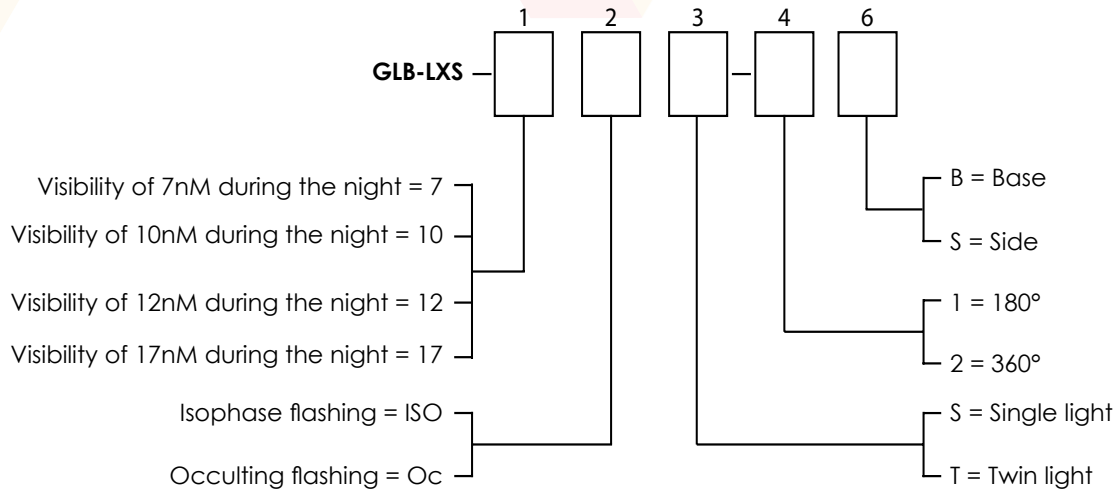 1 2 3 4 6
GLB-LXS
Visibility of 7nM during the night = 7
Visibility of 10nM during the night = 10
Visibility of 12nM during the night = 12
Visibility of 17nM during the night = 17
Isophase flashing = ISO
Occulting flashing = Oc
B = Base
S = Side
1 = 180°
2 = 360°
S = Single light
T = Twin light